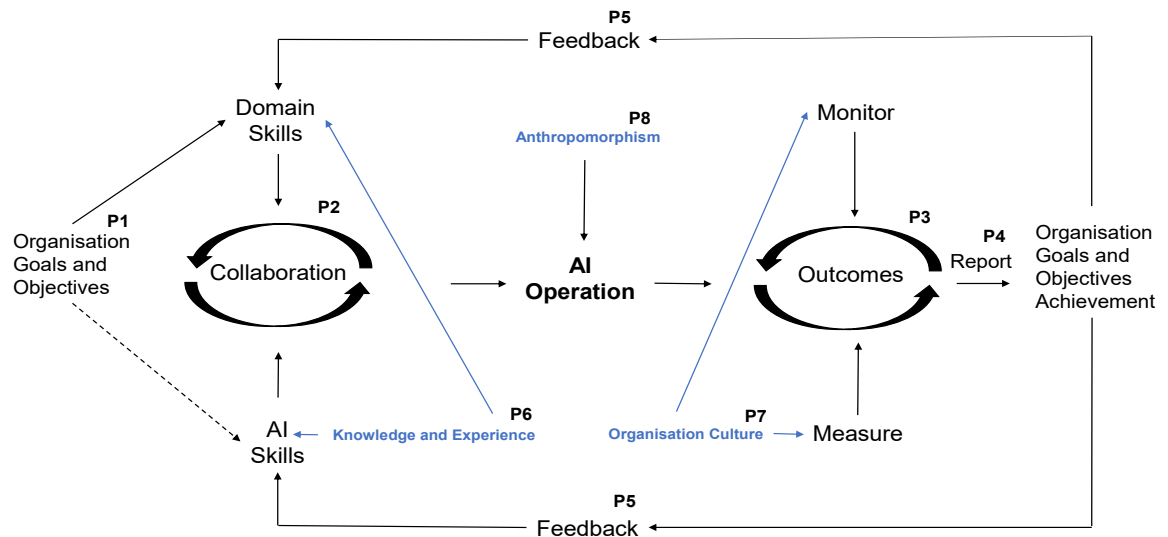 P5
Feedback
Domain
Skills
P8
Anthropomorphism
Monitor
P1
Organisation
Goals and
Objectives
P2
Collaboration
AI
Operation
P3
Outcomes
P4
Report
Organisation
Goals and
Objectives
Achievement
AI
Skills
P6
Knowledge and Experience
P7
Organisation Culture
Measure
P5
Feedback